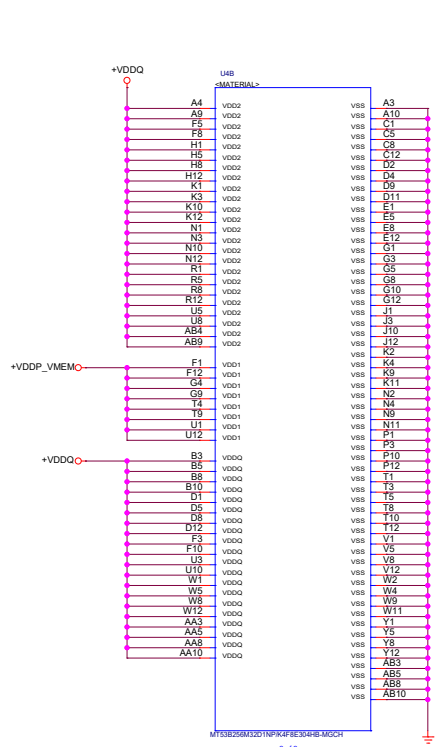 +VDDQ
U4B
<MATERIAL>
A4 VDD2
A9 VDD2
F5 VDD2
F8 VDD2
H1 VDD2
H5 VDD2
H8 VDD2
H12 VDD2
K1 VDD2
K3 VDD2
K10 VDD2
K12 VDD2
N1 VDD2
N3 VDD2
N10 VDD2
N12 VDD2
R1 VDD2
R5 VDD2
R8 VDD2
R12 VDD2
U5 VDD2
U8 VDD2
AB4 VDD2
AB9 VDD2
+VDDP_VMEM
F1 VDD1
F12 VDD1
G4 VDD1
G9 VDD1
T4 VDD1
T9 VDD1
U1 VDD1
U12 VDD1
+VDDQ
B3 VDDQ
B5 VDDQ
B8 VDDQ
B10 VDDQ
D1 VDDQ
D5 VDDQ
D8 VDDQ
D12 VDDQ
F3 VDDQ
F10 VDDQ
U3 VDDQ
U10 VDDQ
W1 VDDQ
W5 VDDQ
W8 VDDQ
W12 VDDQ
AA3 VDDQ
AA5 VDDQ
AA8 VDDQ
AA10 VDDQ
VSS A3
VSS A10
VSS C1
VSS C5
VSS C8
VSS C12
VSS D2
VSS D4
VSS D9
VSS D11
VSS E1
VSS E5
VSS E8
VSS E12
VSS G1
VSS G3
VSS G5
VSS G8
VSS G10
VSS G12
VSS J1
VSS J3
VSS J10
VSS J12
VSS K2
VSS K4
VSS K9
VSS K11
VSS N2
VSS N4
VSS N9
VSS N11
VSS P1
VSS P3
VSS P10
VSS P12
VSS T1
VSS T3
VSS T5
VSS T8
VSS T10
VSS T12
VSS V1
VSS V5
VSS V8
VSS V12
VSS W2
VSS W4
VSS W9
VSS W11
VSS Y1
VSS Y5
VSS Y8
VSS Y12
VSS AB3
VSS AB5
VSS AB8
VSS AB10
MT53B256M32D1NP/K4F8E304HB-MGCH